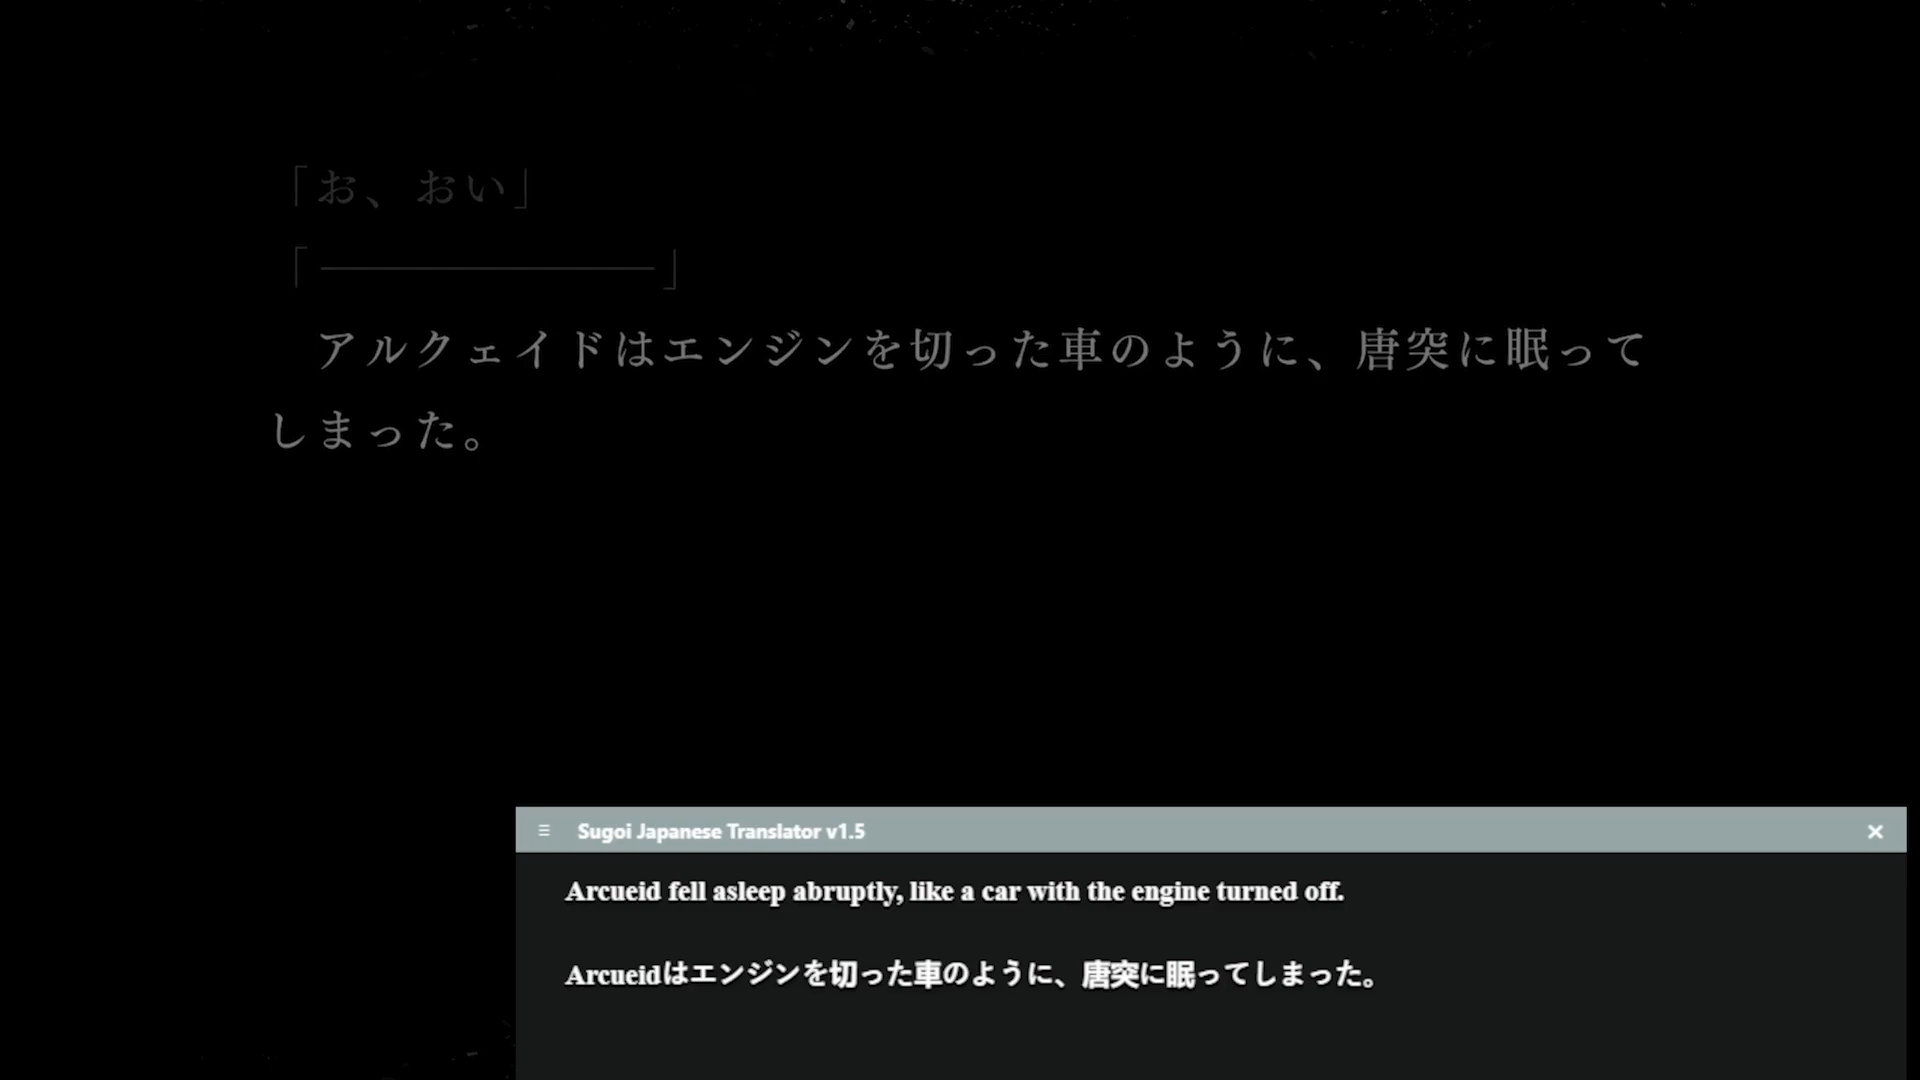 「お、おい」
「―――――――」
アルクェイドはエンジンを切った車のように、唐突に眠って
しまった。
☰ Sugoi Japanese Translator v1.5 ✕
Arcueid fell asleep abruptly, like a car with the engine turned off.
Arcueidはエンジンを切った車のように、唐突に眠ってしまった。